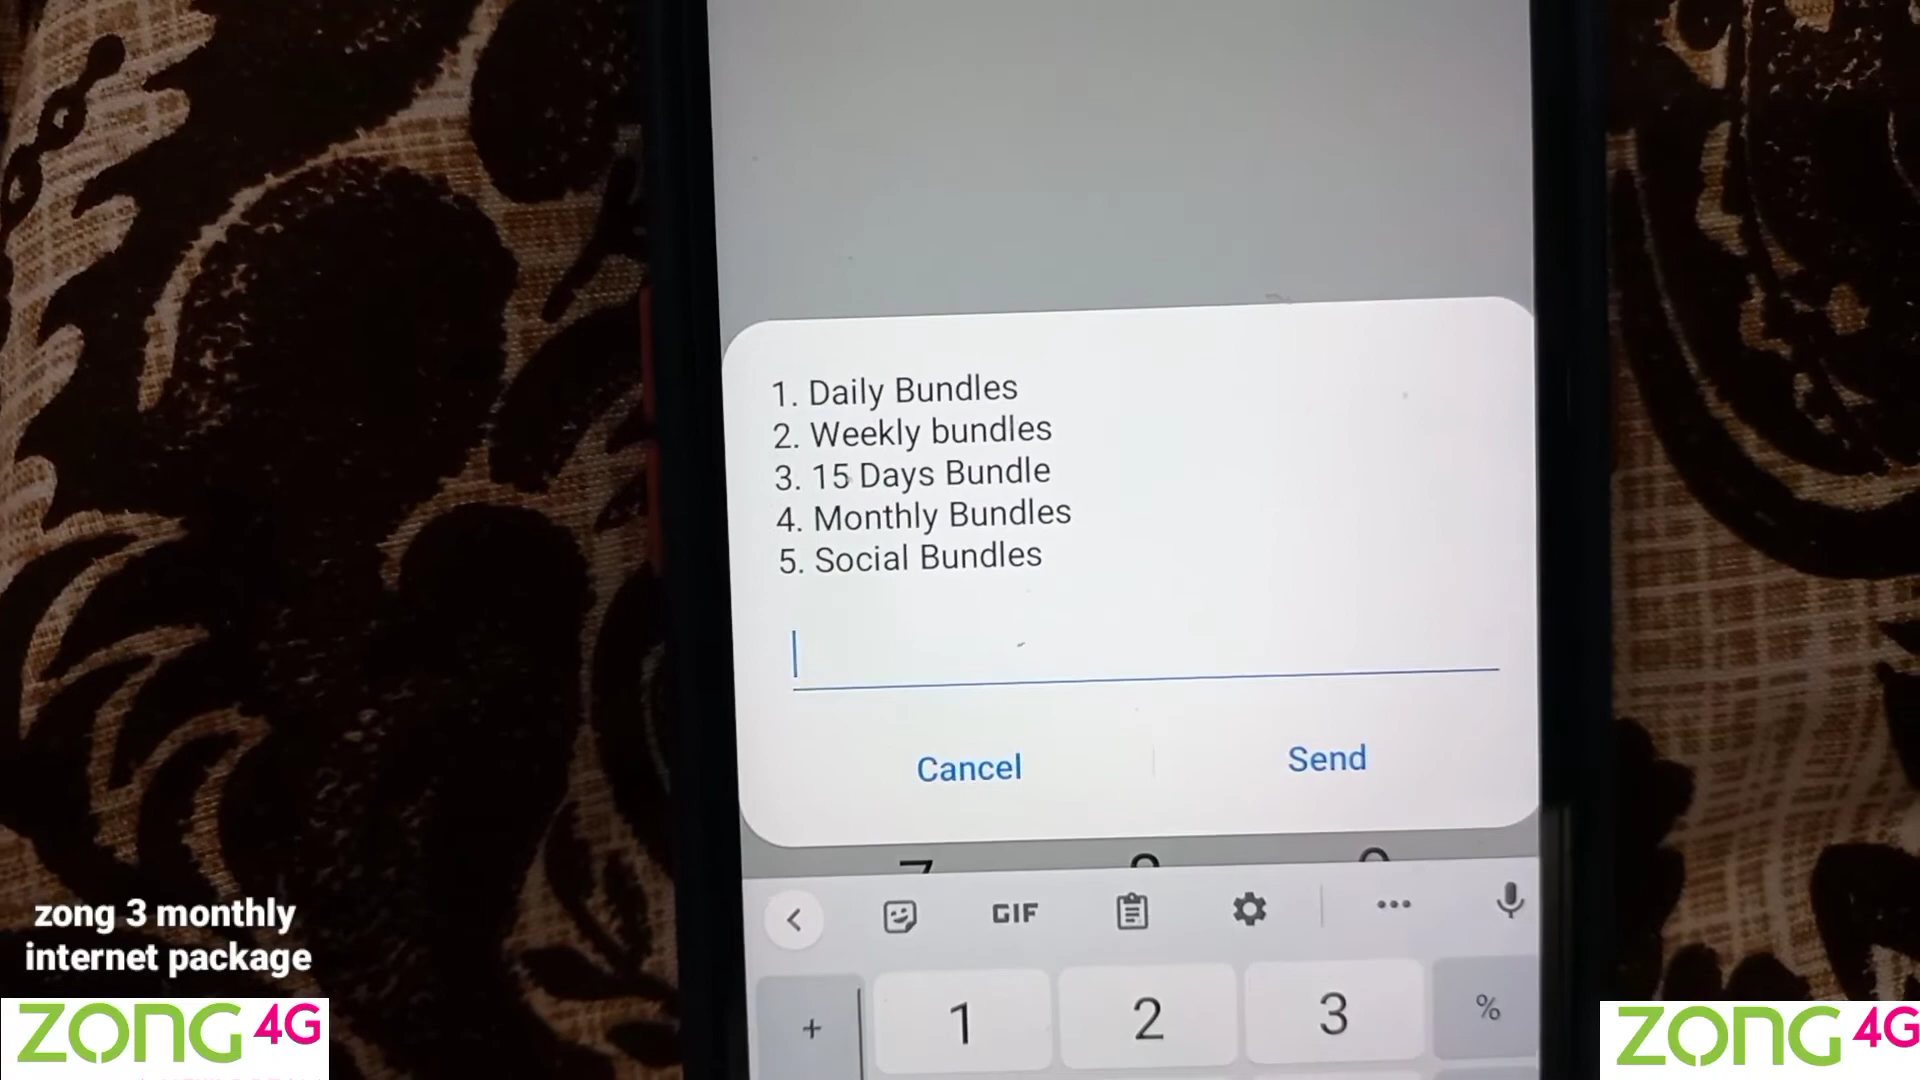 1. Daily Bundles
2. Weekly bundles
3. 15 Days Bundle
4. Monthly Bundles
5. Social Bundles
Cancel
Send
GIF
+
1
2
3
%
zong 3 monthly
internet package
ZONG 4G
ZONG 4G